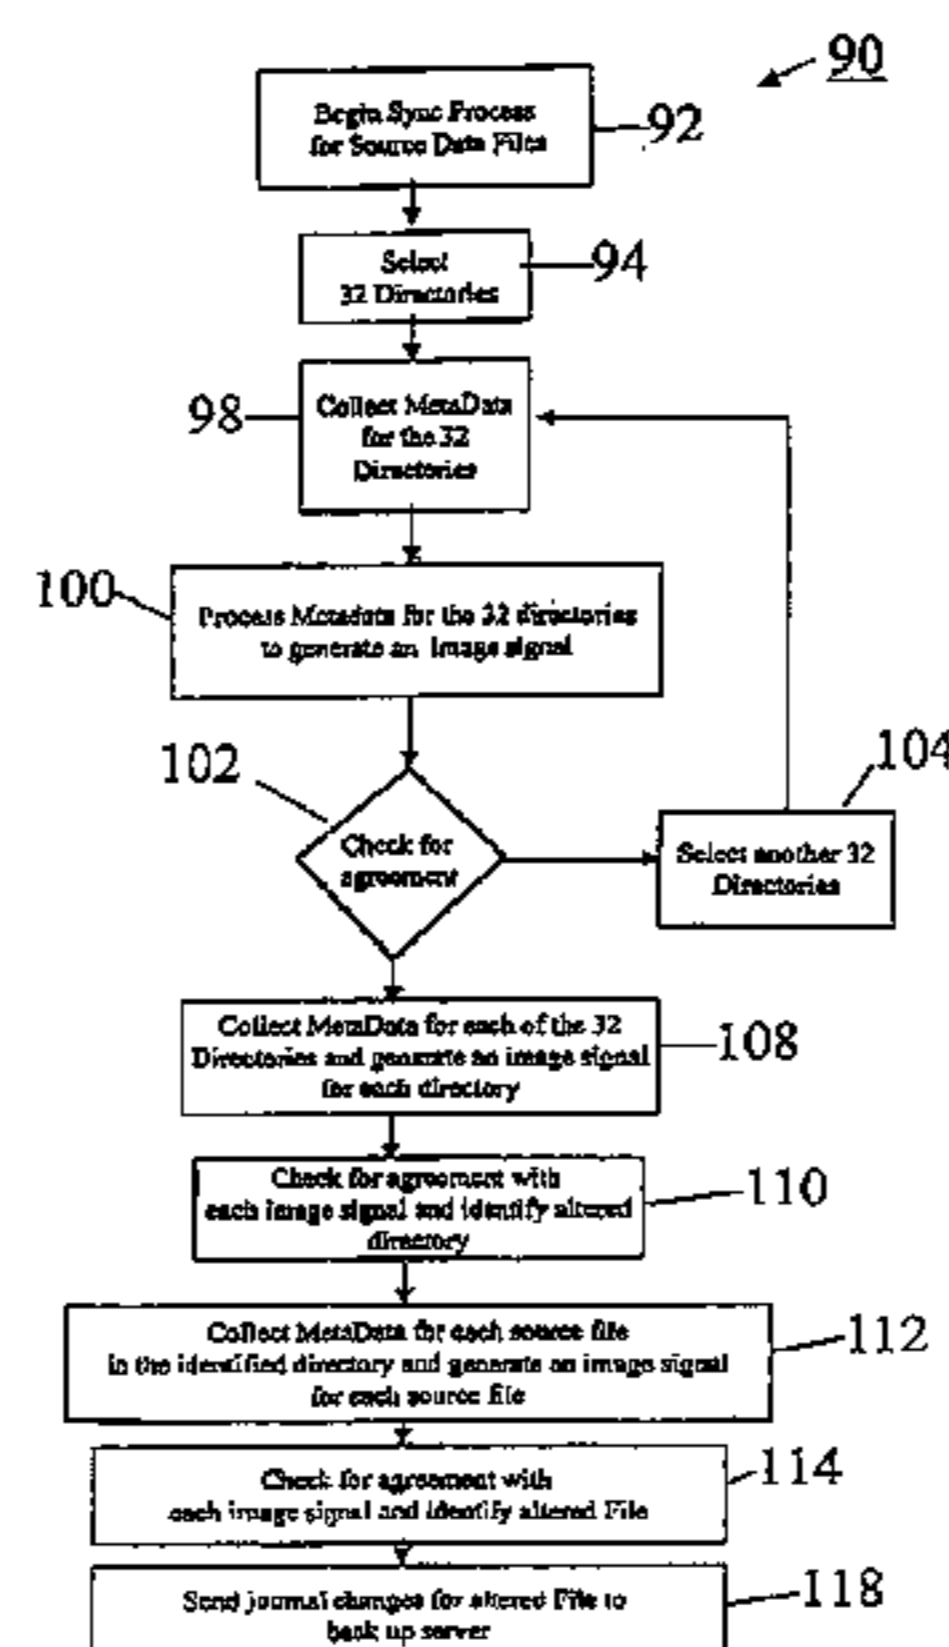 90
Begin Sync Process
for Source Data Files
92
Select
32 Directories
94
98
Collect MetaData
for the 32
Directories
100
Process Metadata for the 32 directories
to generate an image signal
102
Check for
agreement
104
Select another 32
Directories
Collect MetaData for each of the 32
Directories and generate an image signal
for each directory
108
Check for agreement with
each image signal and identify altered
directory
110
Collect MetaData for each source file
in the identified directory and generate an image signal
for each source file
112
Check for agreement with
each image signal and identify altered File
114
Send journal changes for altered File to
back up server
118